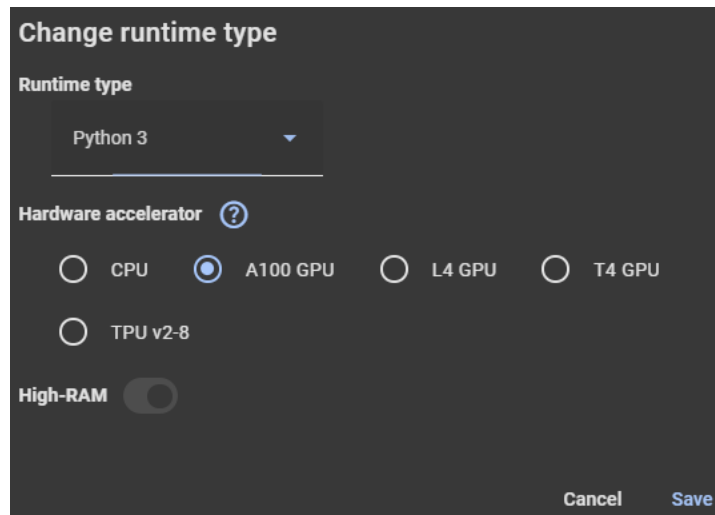 Change runtime type
Runtime type
Python 3
Hardware accelerator ?
CPU A100 GPU L4 GPU T4 GPU
TPU v2-8
High-RAM
Cancel Save